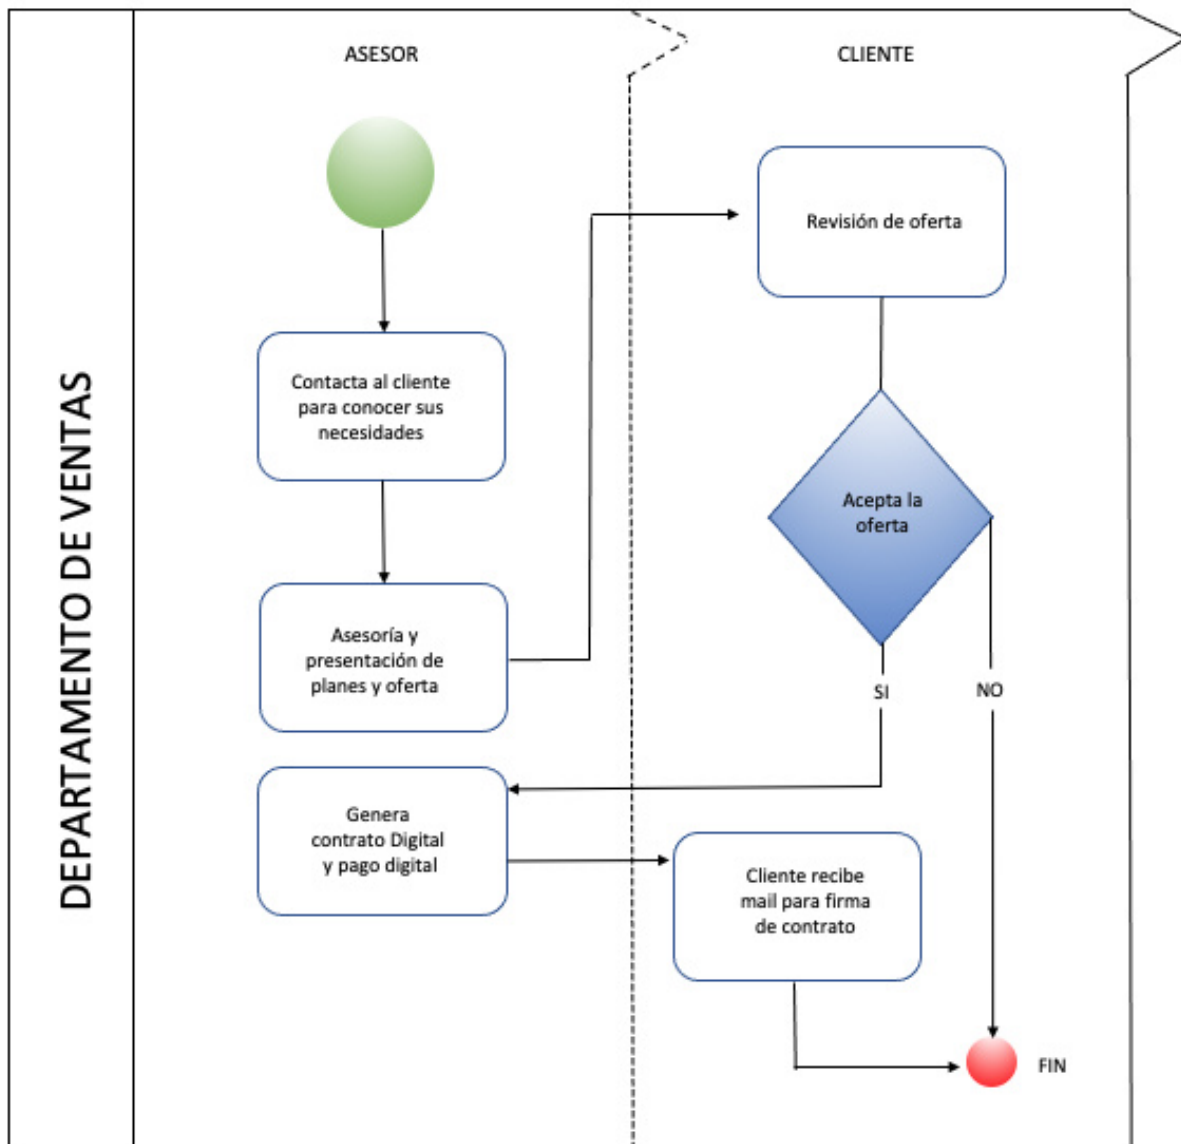 DEPARTAMENTO DE VENTAS
ASESOR
CLIENTE
Contacta al cliente
para conocer sus
necesidades
Asesoría y
presentación de
planes y oferta
Revisión de oferta
Acepta la
oferta
SI
NO
Genera
contrato Digital
y pago digital
Cliente recibe
mail para firma
de contrato
FIN